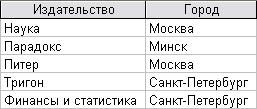 Издательство Город
Наука Москва
Парадокс Минск
Питер Москва
Тригон Санкт-Петербург
Финансы и статистика Санкт-Петербург